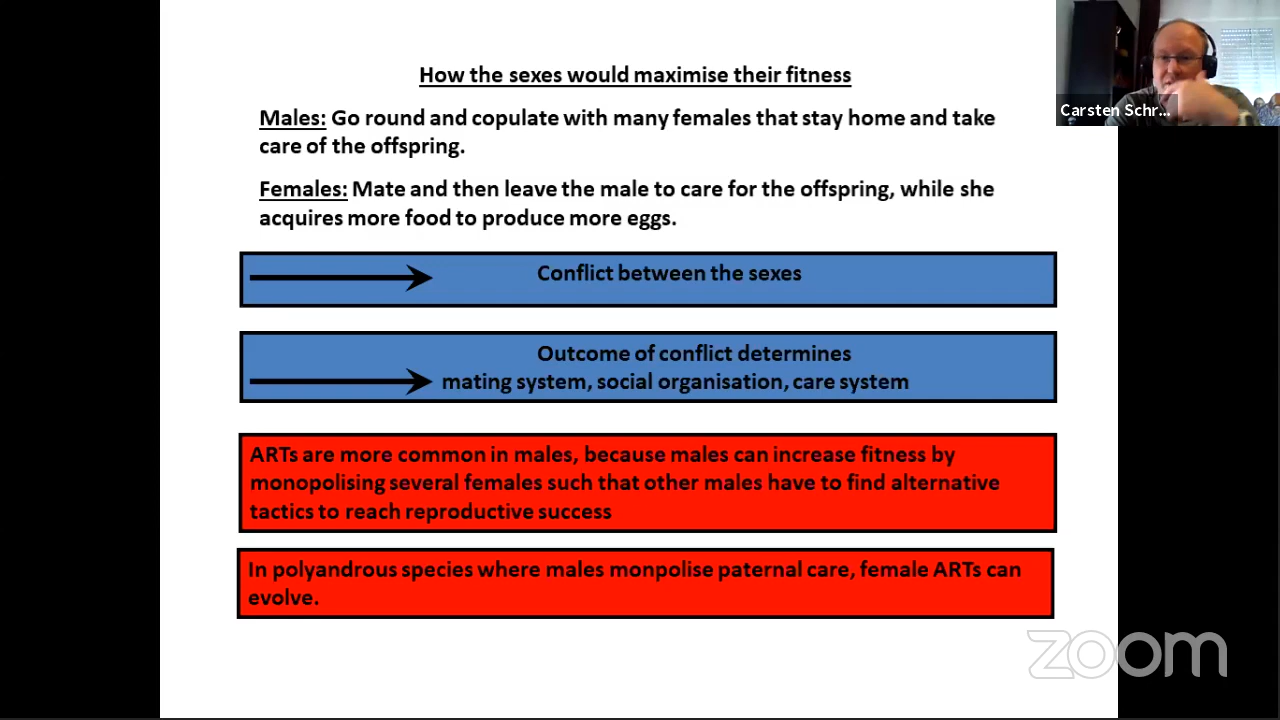 How the sexes would maximise their fitness
Males: Go round and copulate with many females that stay home and take
care of the offspring.
Females: Mate and then leave the male to care for the offspring, while she
acquires more food to produce more eggs.
Conflict between the sexes
Outcome of conflict determines
mating system, social organisation, care system
ARTs are more common in males, because males can increase fitness by
monopolising several females such that other males have to find alternative
tactics to reach reproductive success
In polyandrous species where males monpolise paternal care, female ARTs can
evolve.
Carsten Schr...
zoom